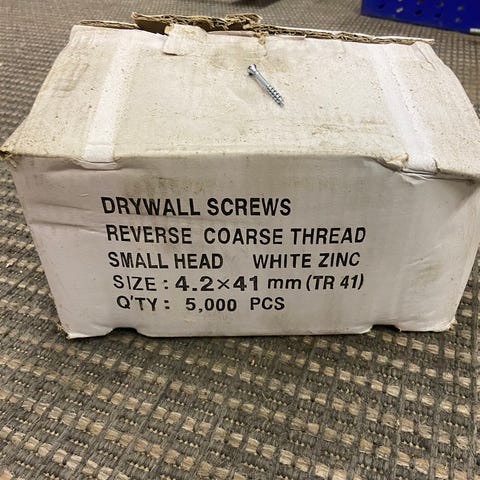 DRYWALL SCREWS
REVERSE COARSE THREAD
SMALL HEAD WHITE ZINC
SIZE: 4.2×41 mm (TR 41)
Q'TY: 5,000 PCS